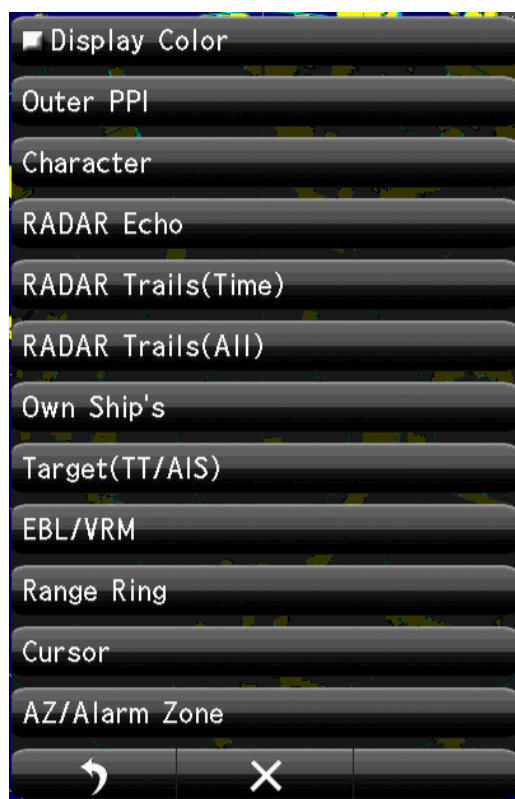 Display Color
Outer PPI
Character
RADAR Echo
RADAR Trails(Time)
RADAR Trails(All)
Own Ship's
Target(TT/AIS)
EBL/VRM
Range Ring
Cursor
AZ/Alarm Zone